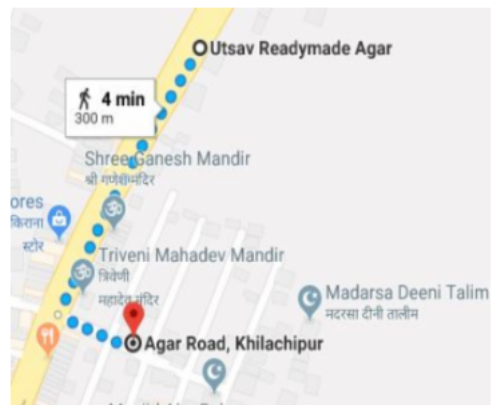 Utsav Readymade Agar
4 min
300 m
Shree Ganesh Mandir
श्री गणेश मंदिर
ores
किराना
स्टोर
Triveni Mahadev Mandir
त्रिवेणी
महादेव मंदिर
Madarsa Deeni Talim
मदरसा दीनी तालीम
Agar Road, Khilachipur